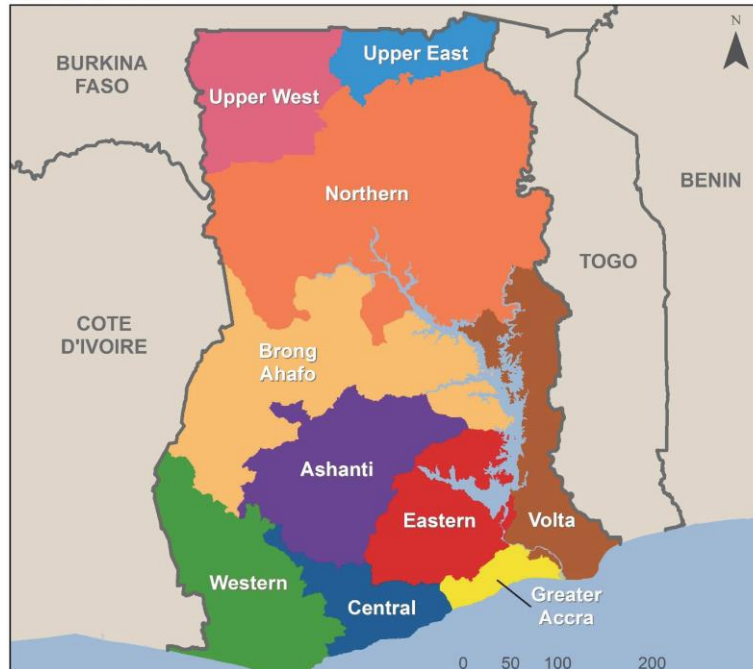 N
Upper East
BURKINA
FASO
Upper West
BENIN
Northern
TOGO
COTE
D'IVOIRE
Brong
Ahafo
Ashanti
Eastern
Volta
Western
Greater
Accra
Central
0 50 100 200